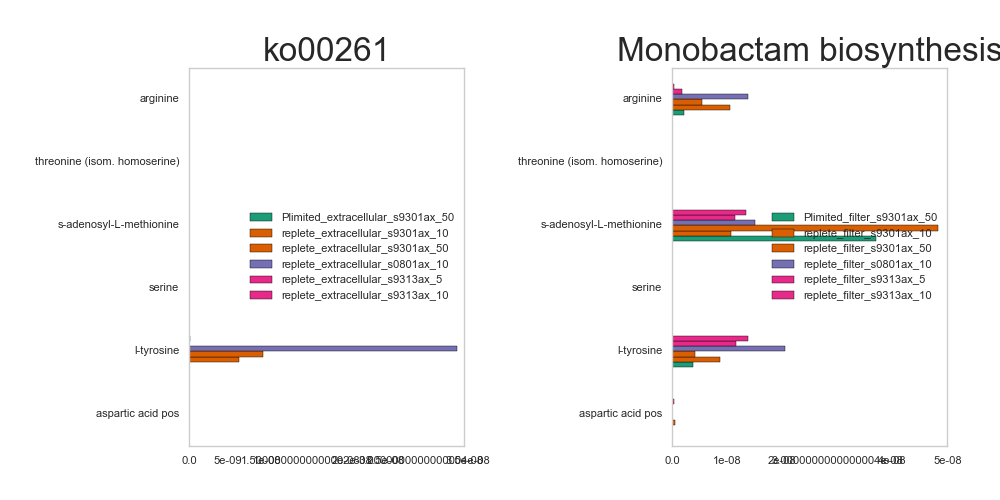 ko00261
Monobactam biosynthesis
arginine
threonine (isom. homoserine)
s-adenosyl-L-methionine
serine
l-tyrosine
aspartic acid pos
Plimited_extracellular_s9301ax_50
replete_extracellular_s9301ax_10
replete_extracellular_s9301ax_50
replete_extracellular_s0801ax_10
replete_extracellular_s9313ax_5
replete_extracellular_s9313ax_10
0.0
arginine
threonine (isom. homoserine)
s-adenosyl-L-methionine
serine
l-tyrosine
aspartic acid pos
Plimited_filter_s9301ax_50
replete_filter_s9301ax_10
replete_filter_s9301ax_50
replete_filter_s0801ax_10
replete_filter_s9313ax_5
replete_filter_s9313ax_10
0.0 1e-08 5e-08